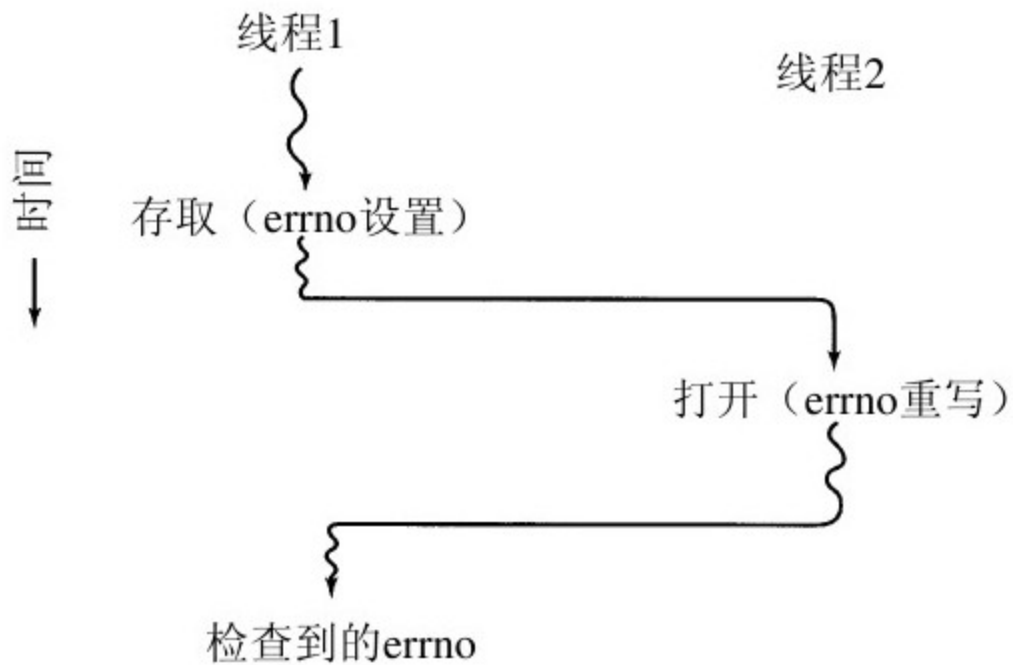 线程1
线程2
时间
存取（errno设置）
打开（errno重写）
检查到的errno